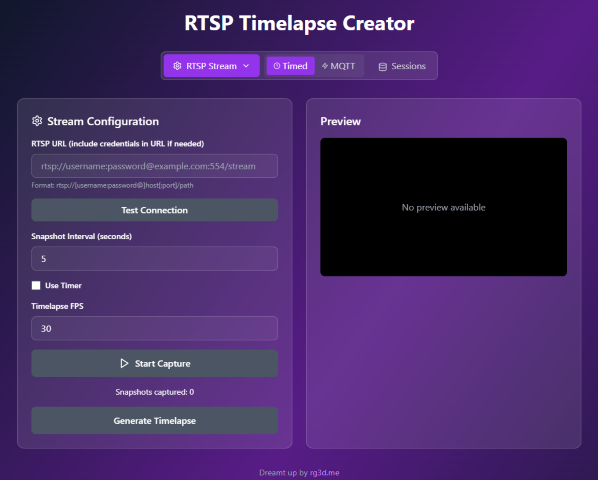 RTSP Timelapse Creator
RTSP Stream
Timed
MQTT
Sessions
Stream Configuration
RTSP URL (include credentials in URL if needed)
rtsp://username:password@example.com:554/stream
Format: rtsp://[username:password@]host[:port]/path
Test Connection
Snapshot Interval (seconds)
5
Use Timer
Timelapse FPS
30
Start Capture
Snapshots captured: 0
Generate Timelapse
Preview
No preview available
Dreamt up by rg3d.me